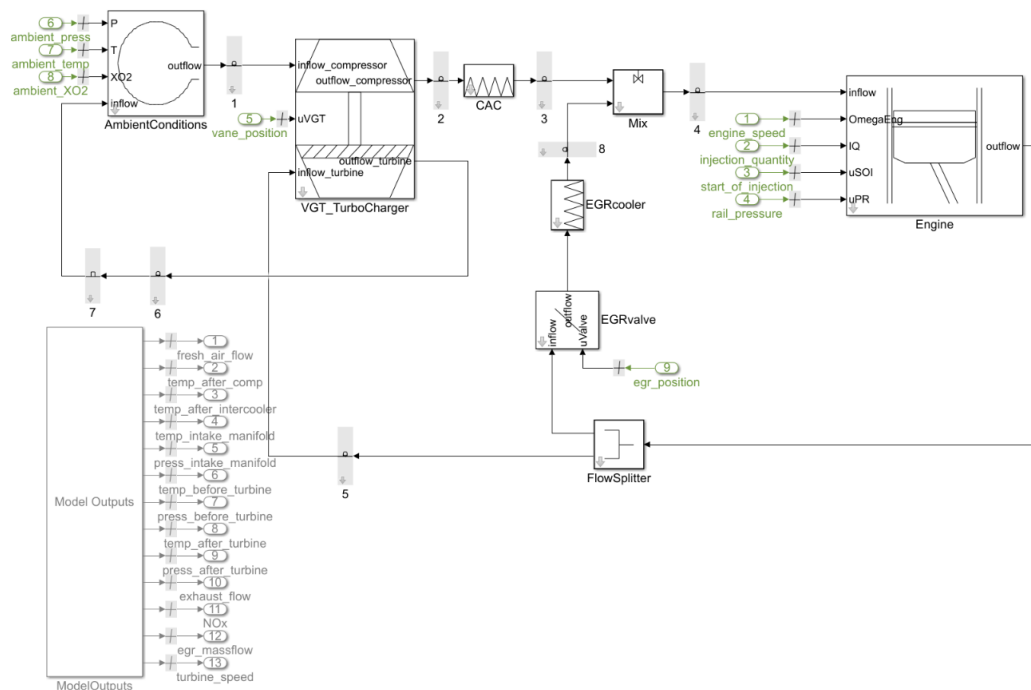 6
ambient_press
7
ambient_temp
8
ambient_XO2
P
T
XO2
inflow
outflow
AmbientConditions
1
inflow_compressor
outflow_compressor
5
vane_position
uVGT
outflow_turbine
inflow_turbine
VGT_TurboCharger
2
CAC
3
Mix
4
8
EGRcooler
1
engine_speed
2
injection_quantity
3
start_of_injection
4
rail_pressure
inflow
OmegaEng
IQ
uSOI
uPR
outflow
Engine
7
6
inflow
outflow
uValve
EGRvalve
9
egr_position
FlowSplitter
5
Model Outputs
1
fresh_air_flow
2
temp_after_comp
3
temp_after_intercooler
4
temp_intake_manifold
5
press_intake_manifold
6
temp_before_turbine
7
press_before_turbine
8
temp_after_turbine
9
press_after_turbine
10
exhaust_flow
11
NOx
12
egr_massflow
13
turbine_speed
ModelOutputs